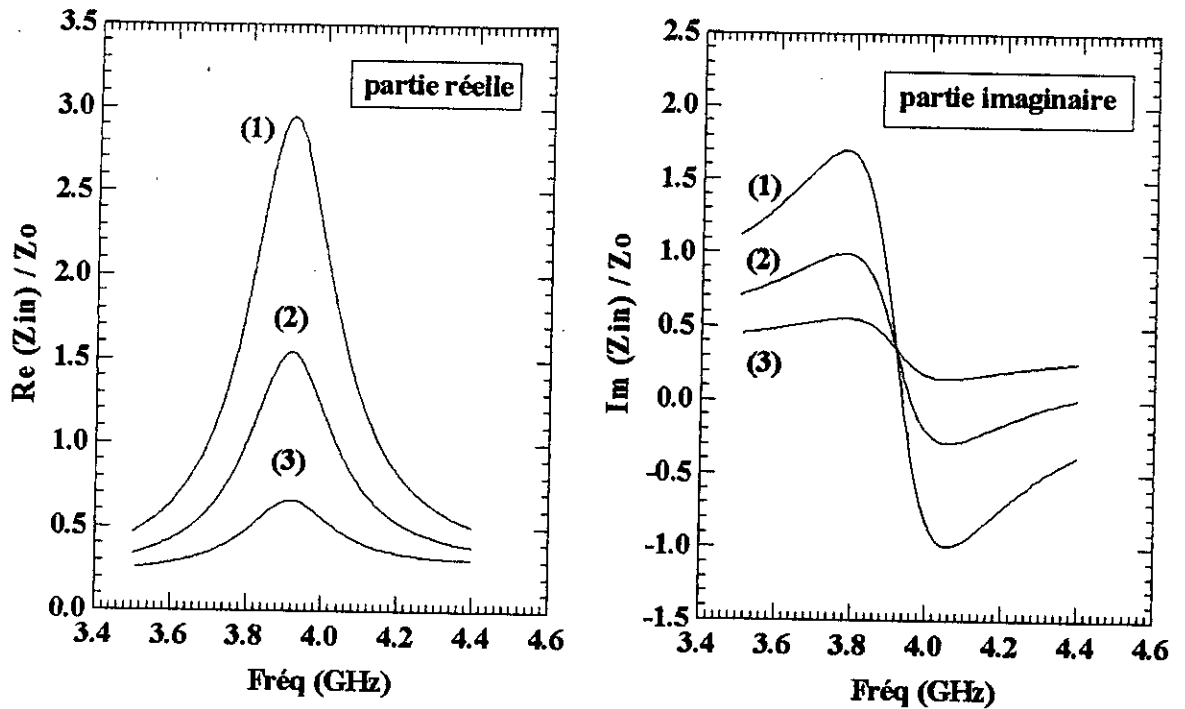 partie réelle
(1)
(2)
(3)
3.5
3.0
2.5
2.0
1.5
1.0
0.5
0.0
Re (Zin) / Zo
3.4 3.6 3.8 4.0 4.2 4.4 4.6
Fréq (GHz)
partie imaginaire
(1)
(2)
(3)
2.5
2.0
1.5
1.0
0.5
0.0
-0.5
-1.0
-1.5
Im (Zin) / Zo
3.4 3.6 3.8 4.0 4.2 4.4 4.6
Fréq (GHz)